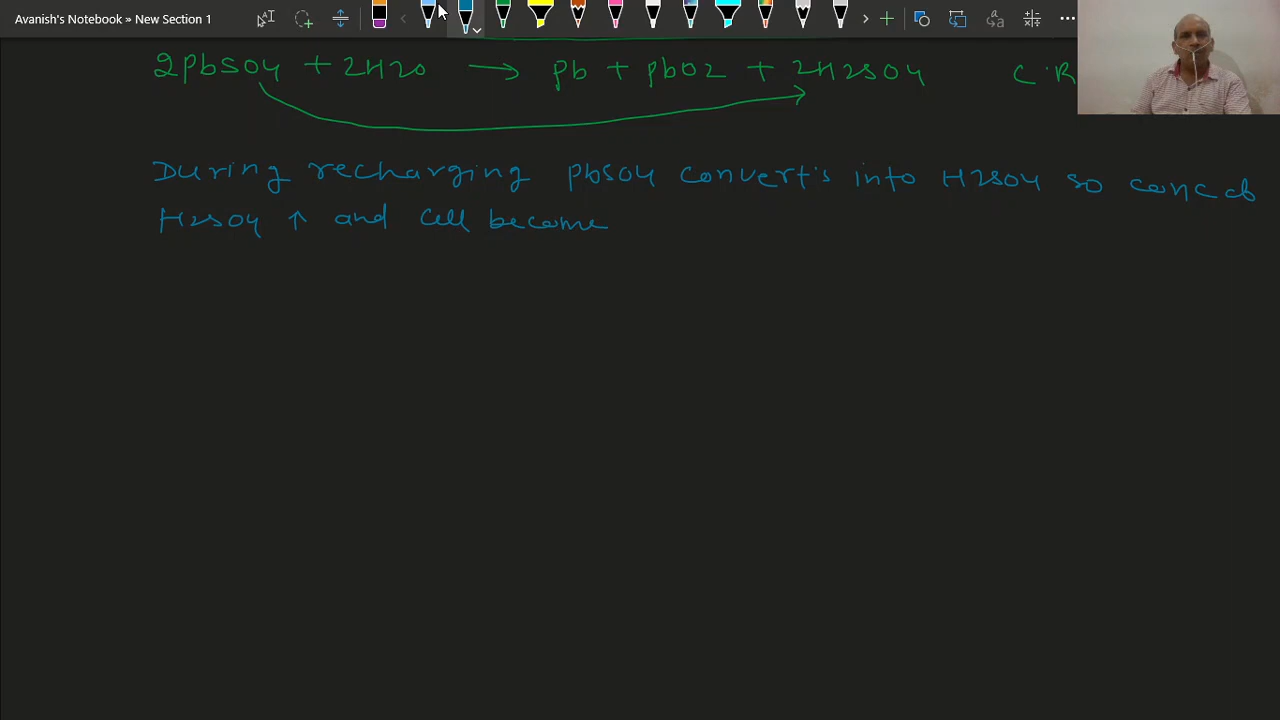 Avanish's Notebook » New Section 1
2PbSO4 + 2H2O → pb + pbO2 + 2H2SO4 C.R
During recharging pbSO4 convert's into H2SO4 so conc of
H2SO4 ↑ and Cell become